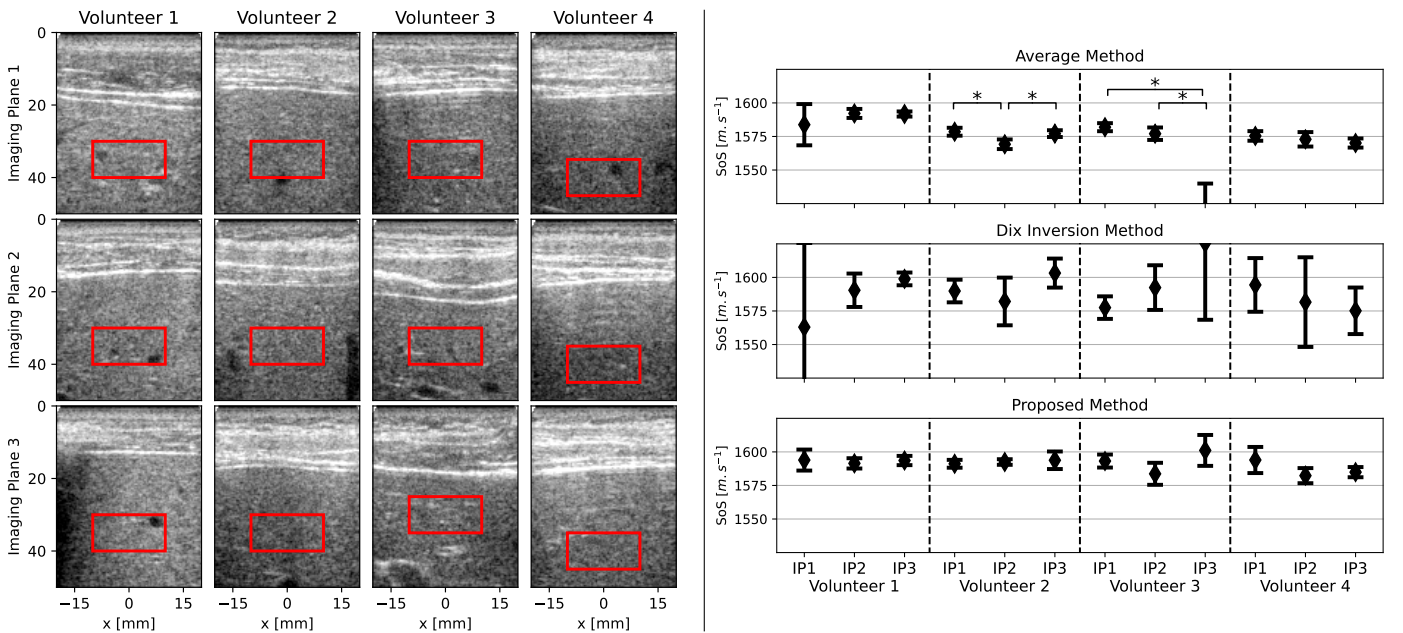 Volunteer 1 Volunteer 2 Volunteer 3 Volunteer 4
Imaging Plane 1
0
20
40
Imaging Plane 2
0
20
40
Imaging Plane 3
0
20
40
−15 0 15 −15 0 15 −15 0 15 −15 0 15
x [mm] x [mm] x [mm] x [mm]
Average Method
SoS [m.s⁻¹]
1600
1575
1550
* * * *
Dix Inversion Method
SoS [m.s⁻¹]
1600
1575
1550
Proposed Method
SoS [m.s⁻¹]
1600
1575
1550
IP1 IP2 IP3 IP1 IP2 IP3 IP1 IP2 IP3 IP1 IP2 IP3
Volunteer 1 Volunteer 2 Volunteer 3 Volunteer 4